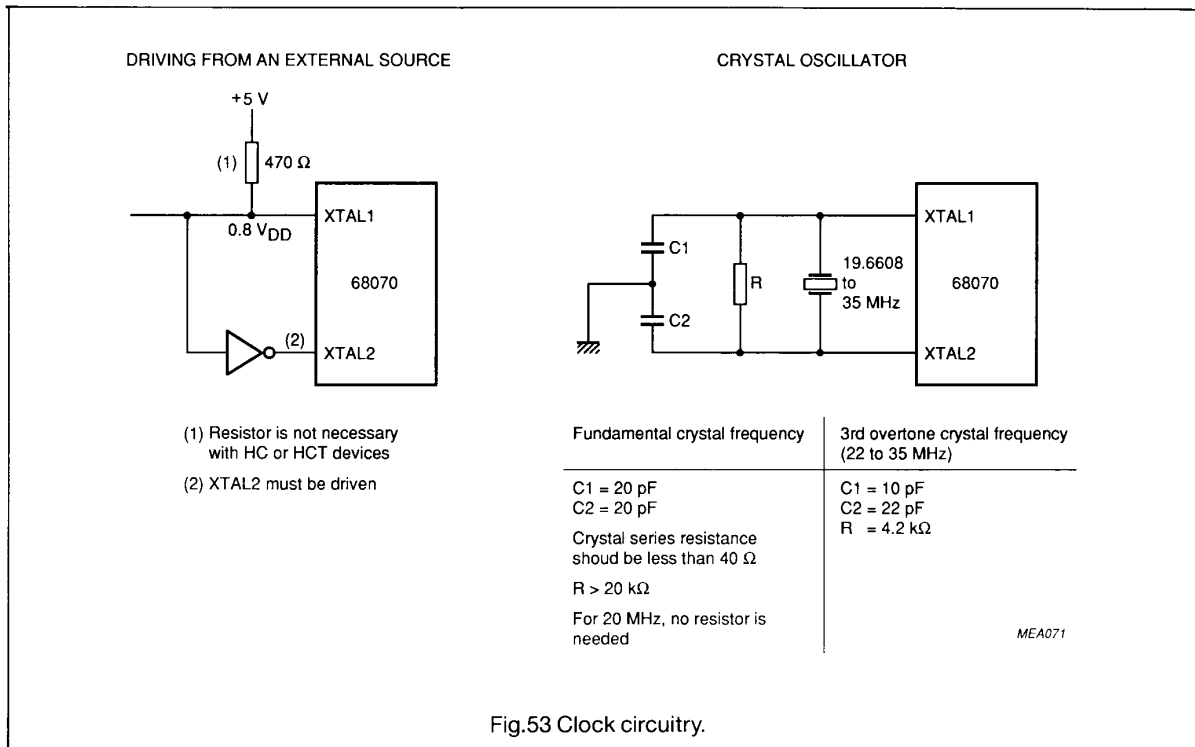 DRIVING FROM AN EXTERNAL SOURCE
+5 V
(1) 470 Ω
XTAL1
0.8 VDD
68070
(2)
XTAL2
(1) Resistor is not necessary
with HC or HCT devices
(2) XTAL2 must be driven
CRYSTAL OSCILLATOR
XTAL1
C1
R
19.6608
to
35 MHz
68070
C2
XTAL2
Fundamental crystal frequency
C1 = 20 pF
C2 = 20 pF
Crystal series resistance
shoud be less than 40 Ω
R > 20 kΩ
For 20 MHz, no resistor is
needed
3rd overtone crystal frequency
(22 to 35 MHz)
C1 = 10 pF
C2 = 22 pF
R = 4.2 kΩ
MEA071
Fig.53 Clock circuitry.